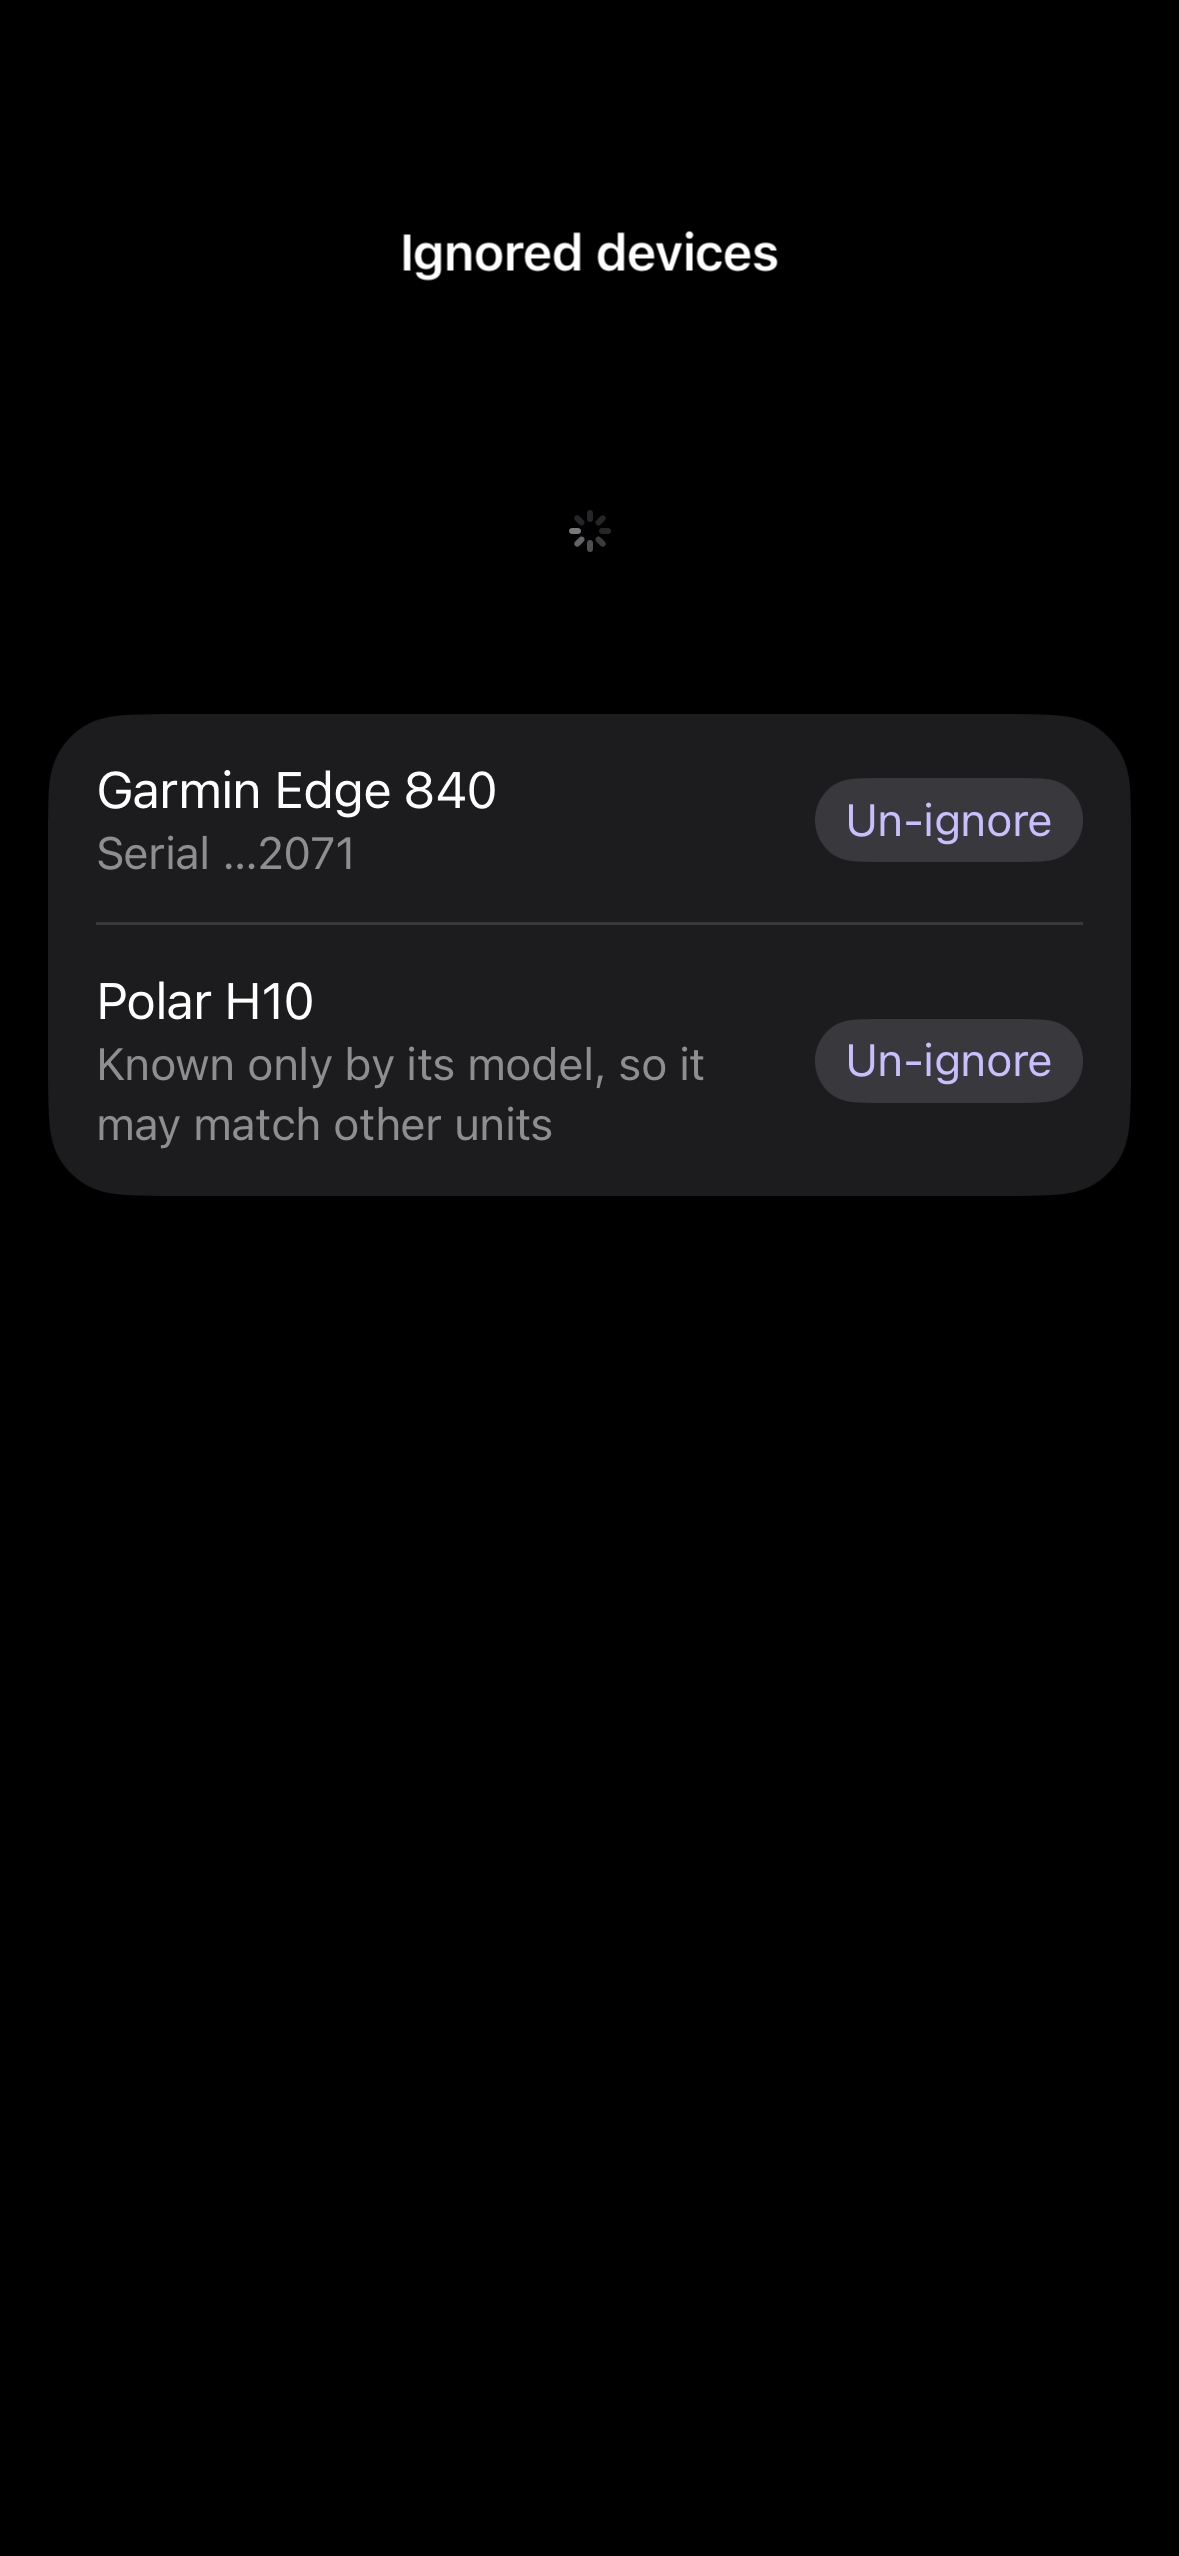 Ignored devices
Garmin Edge 840
Serial ...2071
Un-ignore
Polar H10
Known only by its model, so it
may match other units
Un-ignore